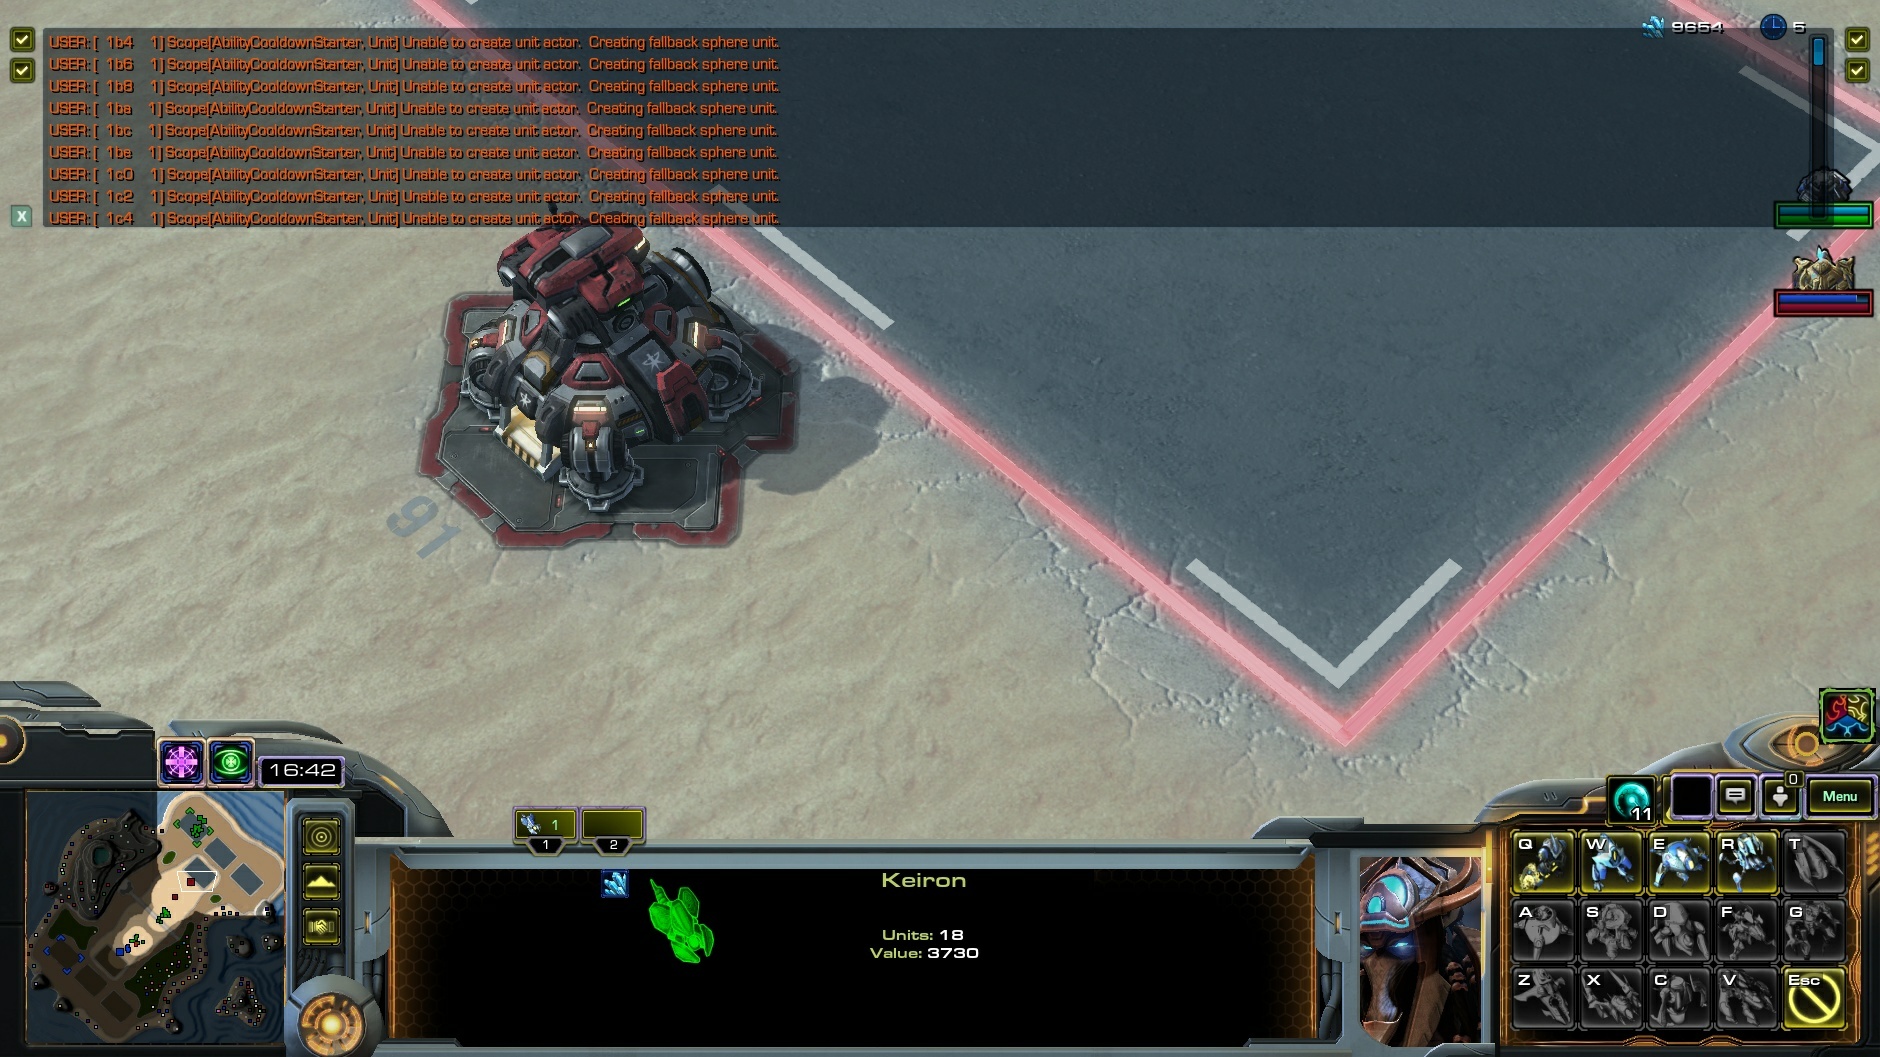 9654 5
USER: [ 1b4 1] Scope[AbilityCooldownStarter, Unit] Unable to create unit actor. Creating fallback sphere unit.
USER: [ 1b6 1] Scope[AbilityCooldownStarter, Unit] Unable to create unit actor. Creating fallback sphere unit.
USER: [ 1b8 1] Scope[AbilityCooldownStarter, Unit] Unable to create unit actor. Creating fallback sphere unit.
USER: [ 1ba 1] Scope[AbilityCooldownStarter, Unit] Unable to create unit actor. Creating fallback sphere unit.
USER: [ 1bc 1] Scope[AbilityCooldownStarter, Unit] Unable to create unit actor. Creating fallback sphere unit.
USER: [ 1be 1] Scope[AbilityCooldownStarter, Unit] Unable to create unit actor. Creating fallback sphere unit.
USER: [ 1c0 1] Scope[AbilityCooldownStarter, Unit] Unable to create unit actor. Creating fallback sphere unit.
USER: [ 1c2 1] Scope[AbilityCooldownStarter, Unit] Unable to create unit actor. Creating fallback sphere unit.
X USER: [ 1c4 1] Scope[AbilityCooldownStarter, Unit] Unable to create unit actor. Creating fallback sphere unit.
91
16:42
0
11 Menu
1
1 2
Keiron
Units: 18
Value: 3730
Q W E R T
A S D F G
Z X C V Esc